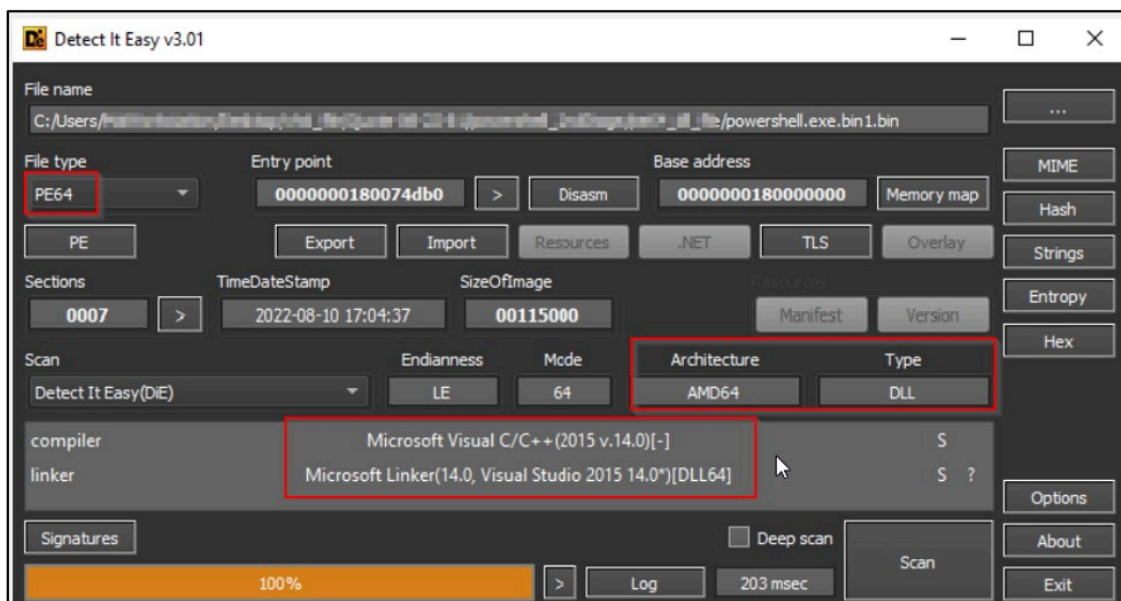 Detect It Easy v3.01
File name
C:/Users/ /powershell.exe.bin1.bin
...
File type Entry point Base address
PE64 0000000180074db0 > Disasm 0000000180000000 Memory map MIME
Hash
PE Export Import Resources .NET TLS Overlay Strings
Sections TimeDateStamp SizeOfImage Resources
Entropy
0007 > 2022-08-10 17:04:37 00115000 Manifest Version
Hex
Scan Endianness Mode Architecture Type
Detect It Easy(DiE) LE 64 AMD64 DLL
compiler Microsoft Visual C/C++(2015 v.14.0)[-] S
linker Microsoft Linker(14.0, Visual Studio 2015 14.0*)[DLL64] S ?
Options
Signatures Deep scan Scan About
100% > Log 203 msec Exit